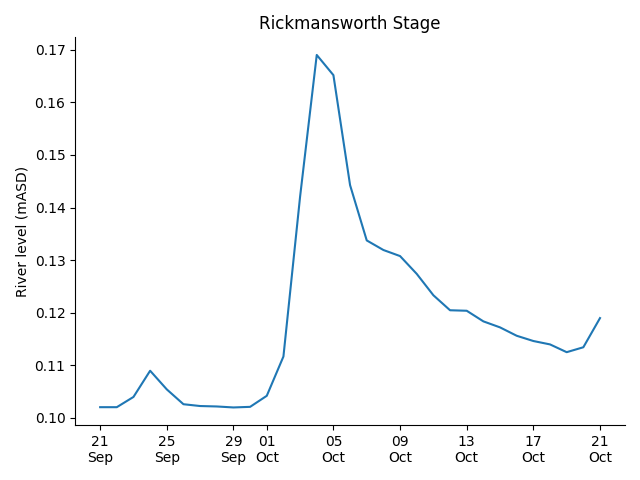 Rickmansworth Stage
River level (mASD)
0.17
0.16
0.15
0.14
0.13
0.12
0.11
0.10
21 25 29 01 05 09 13 17 21
Sep Sep Sep Oct Oct Oct Oct Oct Oct